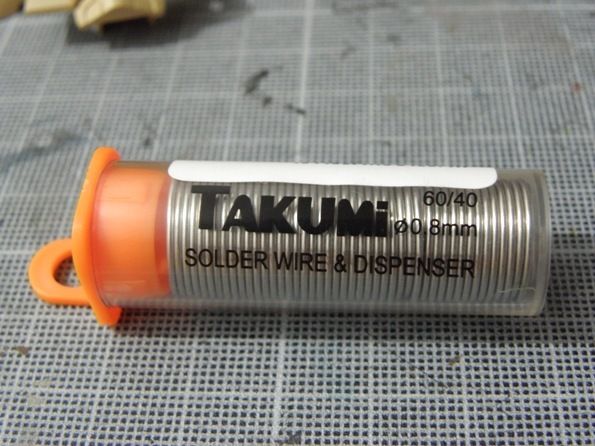 TAKUMi
60/40
ø0.8mm
SOLDER WIRE & DISPENSER